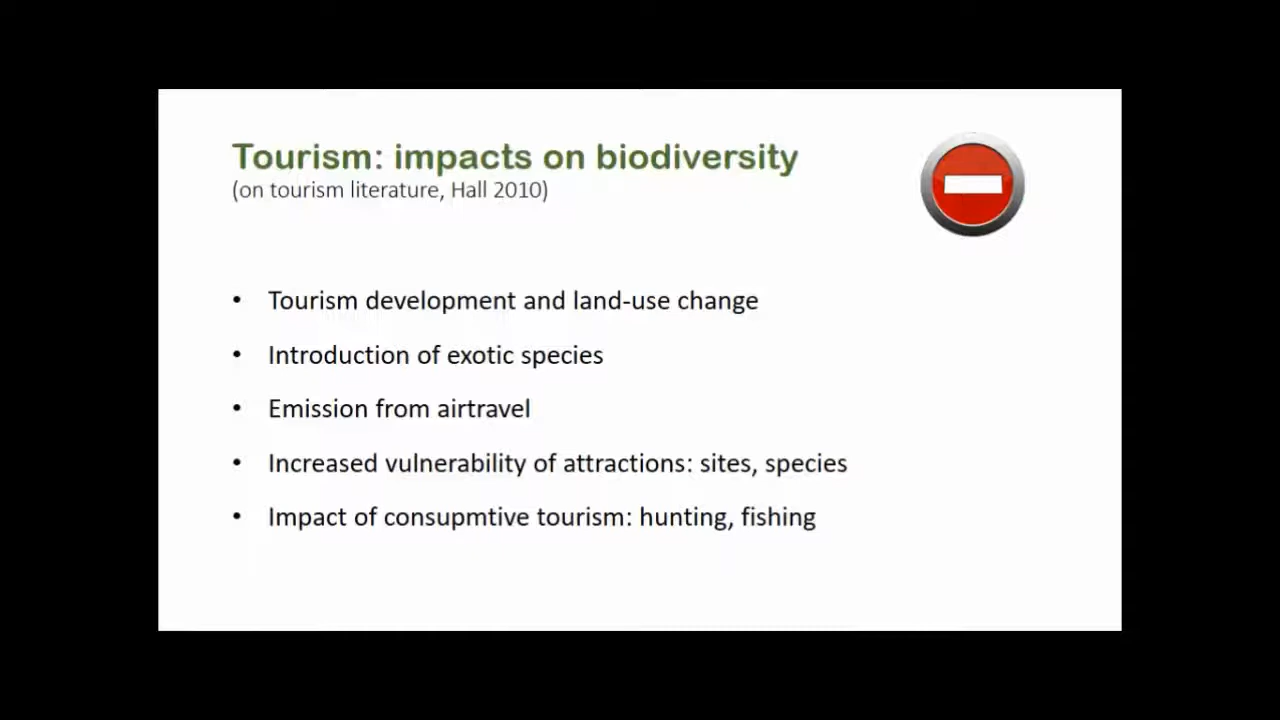 Tourism: impacts on biodiversity
(on tourism literature, Hall 2010)
• Tourism development and land-use change
• Introduction of exotic species
• Emission from airtravel
• Increased vulnerability of attractions: sites, species
• Impact of consupmtive tourism: hunting, fishing